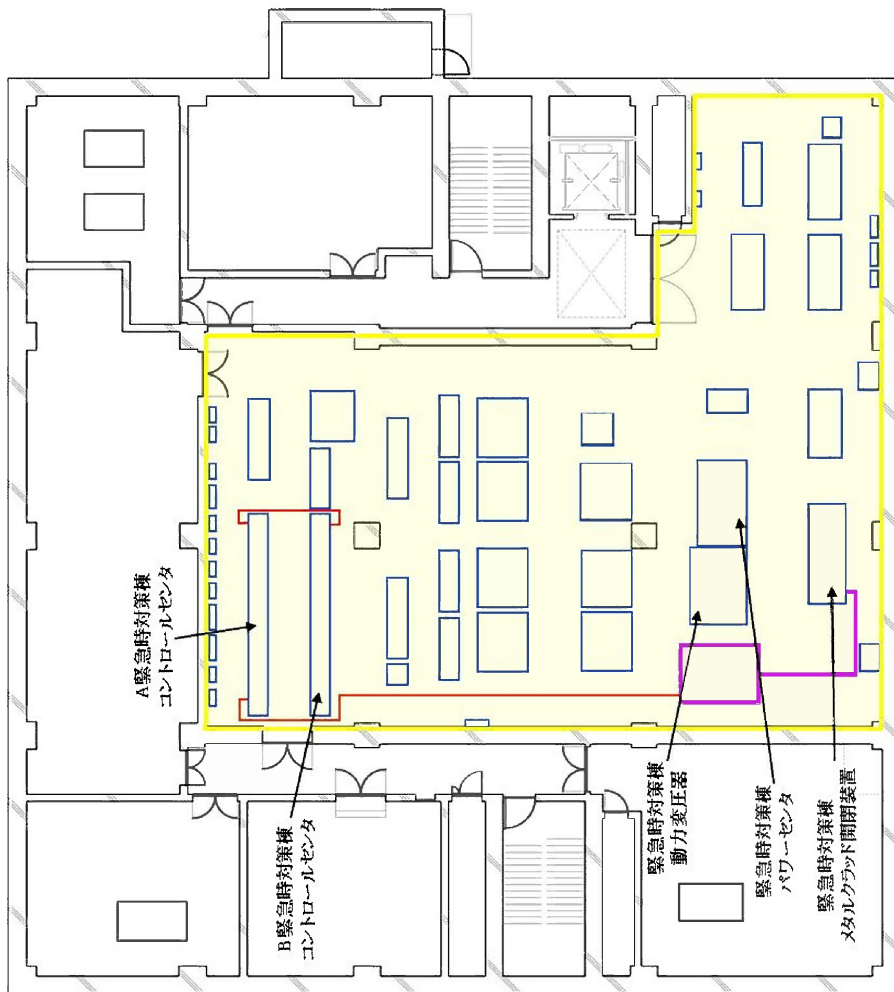 A緊急時対策棟
コントロールセンタ
B緊急時対策棟
コントロールセンタ
緊急時対策棟
動力変圧器
緊急時対策棟
パワーセンタ
緊急時対策棟
メタルクラッド開閉装置